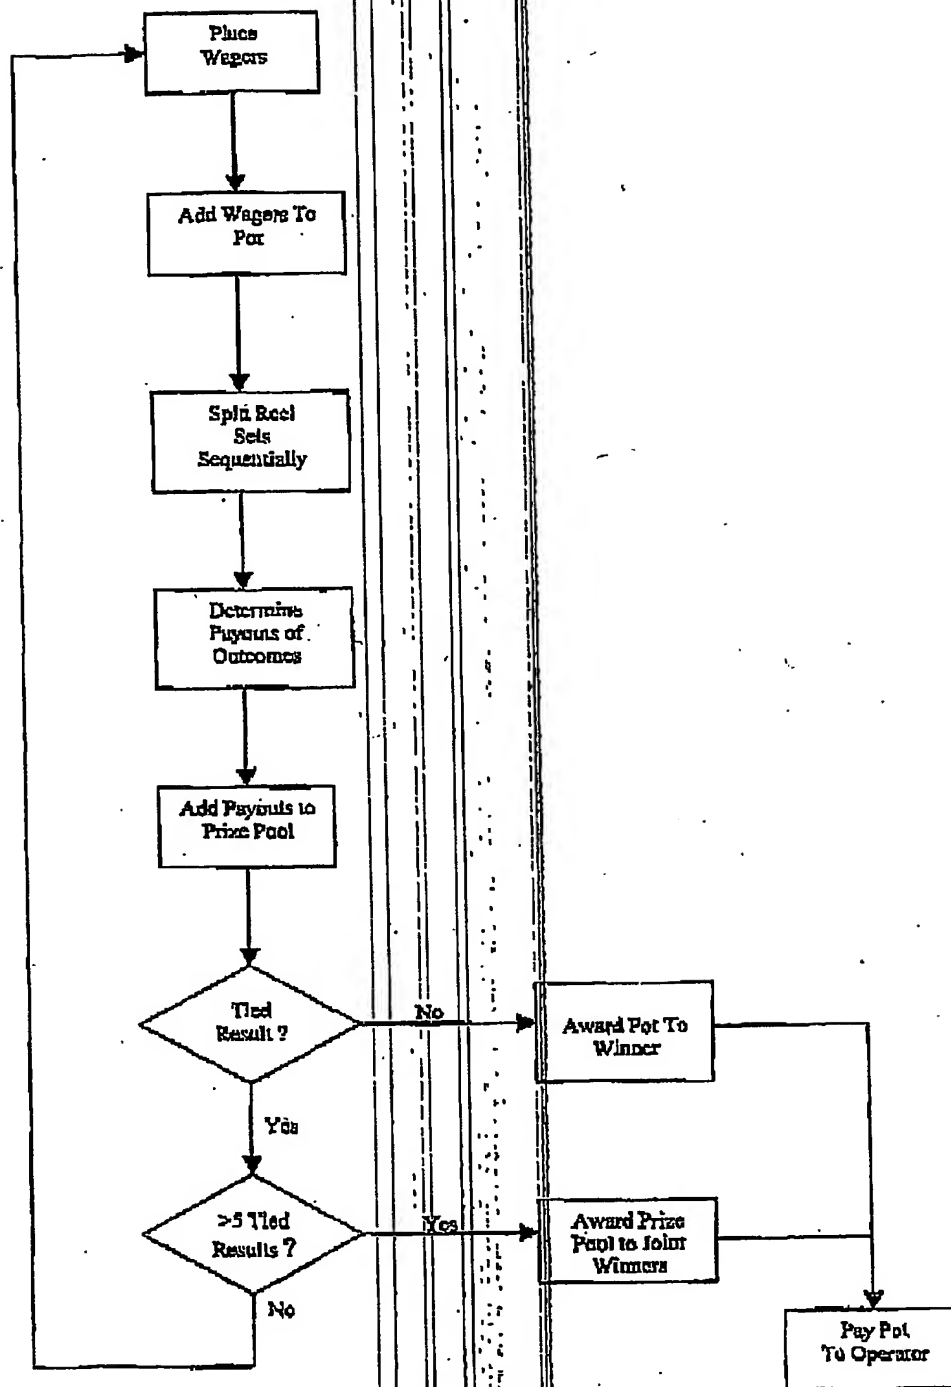 Place
Wagers
Add Wagers To
Pot
Split Reel
Sets
Sequentially
Determine
Payouts of
Outcomes
Add Payouts to
Prize Pool
Tied
Result ?
No
Award Pot To
Winner
Yes
>5 Tied
Results ?
Yes
Award Prize
Pool to Joint
Winners
No
Pay Pot
To Operator